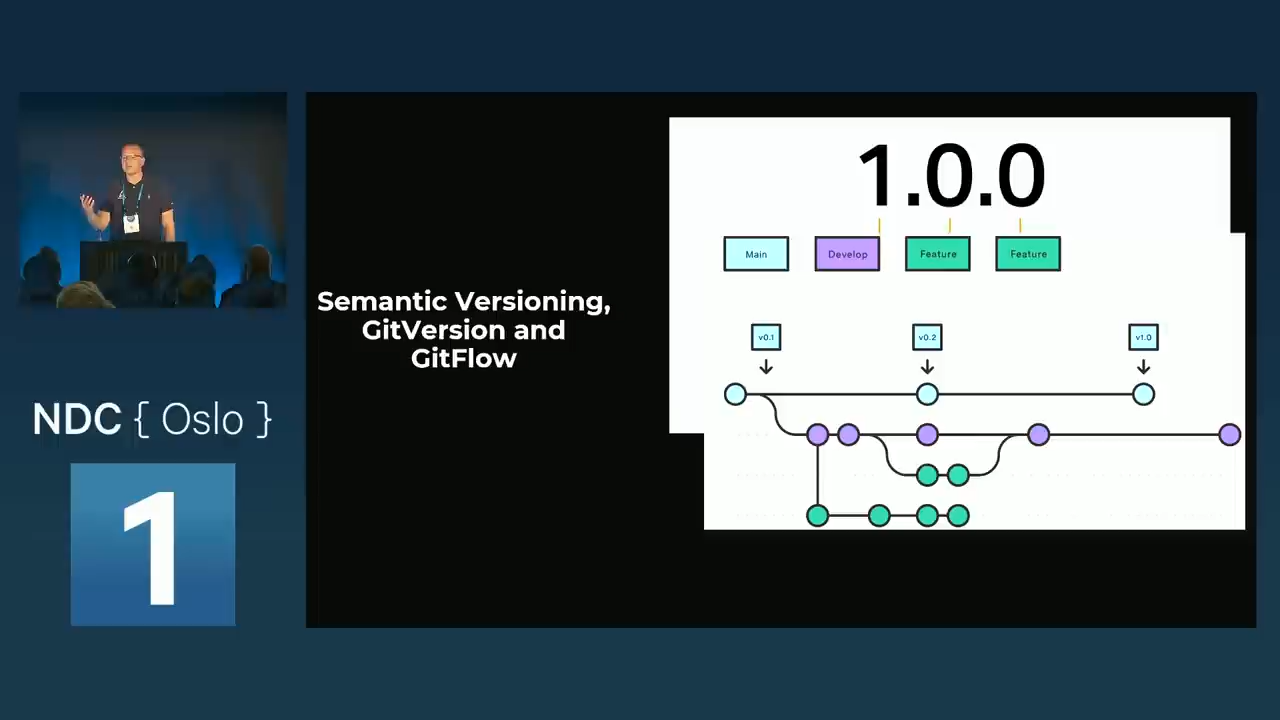 1.0.0
Main Develop Feature Feature
v0.1 v0.2 v1.0
Semantic Versioning,
GitVersion and
GitFlow
NDC { Oslo }
1